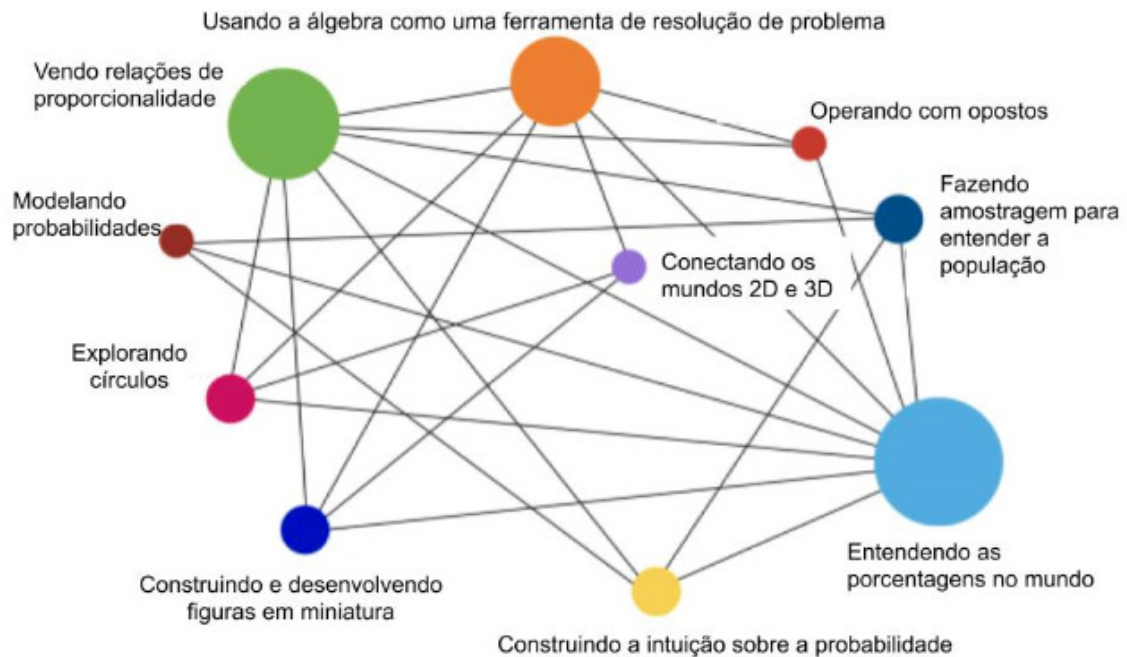 Usando a álgebra como uma ferramenta de resolução de problema
Vendo relações de
proporcionalidade
Operando com opostos
Fazendo
amostragem para
entender a
população
Modelando
probabilidades
Conectando os
mundos 2D e 3D
Explorando
círculos
Entendendo as
porcentagens no mundo
Construindo e desenvolvendo
figuras em miniatura
Construindo a intuição sobre a probabilidade